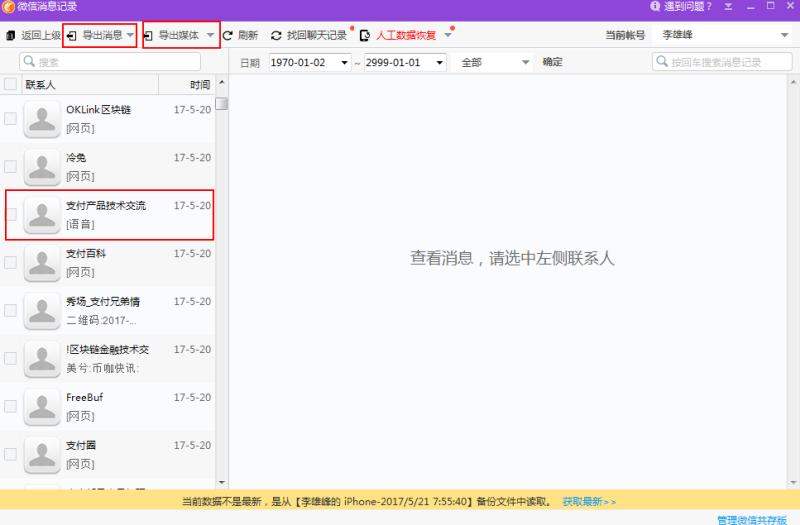 微信消息记录
遇到问题？
返回上级 导出消息 导出媒体 刷新 找回聊天记录 人工数据恢复 当前帐号 李雄峰
搜索 日期 1970-01-02 ~ 2999-01-01 全部 确定 按回车搜索消息记录
联系人 时间
OKLink区块链 17-5-20
[网页]
冷兔 17-5-20
[网页]
支付产品技术交流 17-5-20
[语音]
支付百科 17-5-20
[网页]
查看消息，请选中左侧联系人
秀场_支付兄弟情 17-5-20
二维码:2017-...
!区块链金融技术交 17-5-20
美兮:币咖快讯:
FreeBuf 17-5-20
[网页]
支付圈 17-5-20
[网页]
当前数据不是最新，是从【李雄峰的 iPhone-2017/5/21 7:55:40】备份文件中读取。 获取最新>>
管理微信共存版